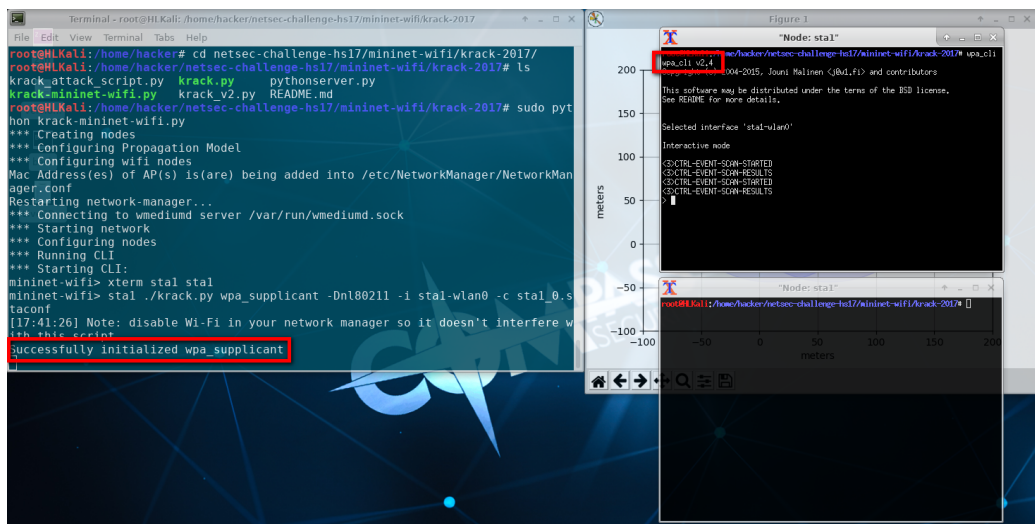 Terminal - root@HLKali: /home/hacker/netsec-challenge-hs17/mininet-wifi/krack-2017
File Edit View Terminal Tabs Help
root@HLKali:/home/hacker# cd netsec-challenge-hs17/mininet-wifi/krack-2017/
root@HLKali:/home/hacker/netsec-challenge-hs17/mininet-wifi/krack-2017# ls
krack_attack_script.py krack.py pythonserver.py
krack-mininet-wifi.py krack_v2.py README.md
root@HLKali:/home/hacker/netsec-challenge-hs17/mininet-wifi/krack-2017# sudo pyt
hon krack-mininet-wifi.py
*** Creating nodes
*** Configuring Propagation Model
*** Configuring wifi nodes
Mac Address(es) of AP(s) is(are) being added into /etc/NetworkManager/NetworkMan
ager.conf
Restarting network-manager...
*** Connecting to wmediumd server /var/run/wmediumd.sock
*** Starting network
*** Configuring nodes
*** Running CLI
*** Starting CLI:
mininet-wifi> xterm sta1 sta1
mininet-wifi> sta1 ./krack.py wpa_supplicant -Dnl80211 -i sta1-wlan0 -c sta1_0.s
taconf
[17:41:26] Note: disable Wi-Fi in your network manager so it doesn't interfere w
ith this script
Successfully initialized wpa_supplicant
Figure 1
200
150
100
50
0
−50
−100
meters
−100 −50 0 50 100 150 200
meters
"Node: sta1"
/home/hacker/netsec-challenge-hs17/mininet-wifi/krack-2017# wpa_cli
wpa_cli v2.4
2004-2015, Jouni Malinen <j@w1.fi> and contributors
This software may be distributed under the terms of the BSD license.
See README for more details.
Selected interface 'sta1-wlan0'
Interactive mode
<3>CTRL-EVENT-SCAN-STARTED
<3>CTRL-EVENT-SCAN-RESULTS
<3>CTRL-EVENT-SCAN-STARTED
<3>CTRL-EVENT-SCAN-RESULTS
>
"Node: sta1"
root@HLKali:/home/hacker/netsec-challenge-hs17/mininet-wifi/krack-2017#